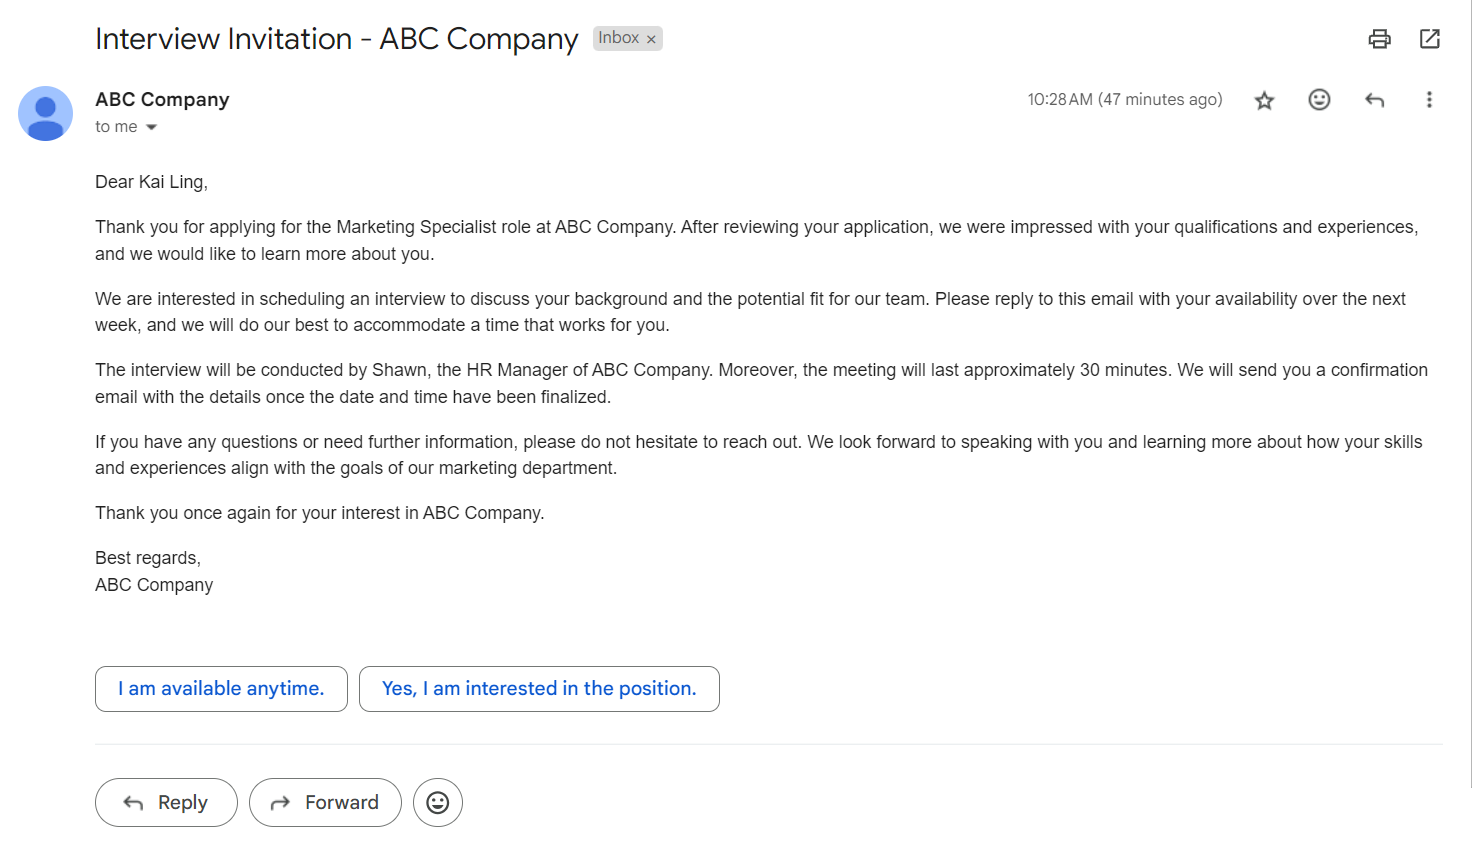 Interview Invitation - ABC Company Inbox ×
ABC Company 10:28 AM (47 minutes ago)
to me
Dear Kai Ling,
Thank you for applying for the Marketing Specialist role at ABC Company. After reviewing your application, we were impressed with your qualifications and experiences,
and we would like to learn more about you.
We are interested in scheduling an interview to discuss your background and the potential fit for our team. Please reply to this email with your availability over the next
week, and we will do our best to accommodate a time that works for you.
The interview will be conducted by Shawn, the HR Manager of ABC Company. Moreover, the meeting will last approximately 30 minutes. We will send you a confirmation
email with the details once the date and time have been finalized.
If you have any questions or need further information, please do not hesitate to reach out. We look forward to speaking with you and learning more about how your skills
and experiences align with the goals of our marketing department.
Thank you once again for your interest in ABC Company.
Best regards,
ABC Company
I am available anytime. Yes, I am interested in the position.
Reply Forward